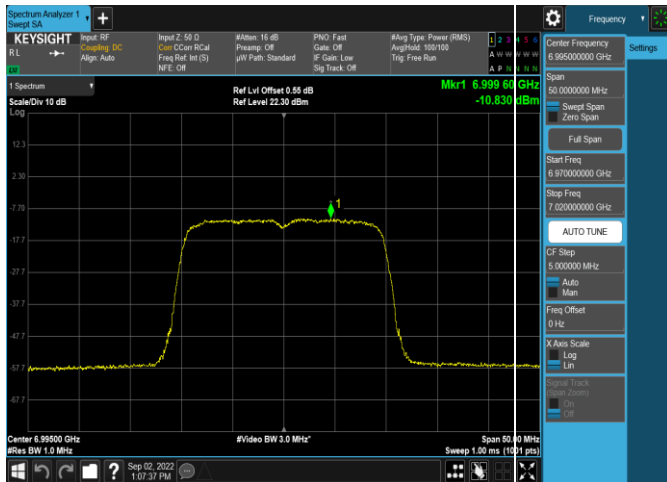 Spectrum Analyzer 1
Swept SA
+
Frequency
KEYSIGHT
RL
Input: RF
Coupling: DC
Align: Auto
Input Z: 50 Ω
Corr CCorr RCal
Freq Ref: Int (S)
NFE: Off
#Atten: 16 dB
Preamp: Off
µW Path: Standard
PNO: Fast
Gate: Off
IF Gain: Low
Sig Track: Off
#Avg Type: Power (RMS)
Avg|Hold: 100/100
Trig: Free Run
1 2 3 4 5 6
A W W W W W
A P N N N N
LXI
1 Spectrum
Scale/Div 10 dB
Log
Ref Lvl Offset 0.55 dB
Ref Level 22.30 dBm
Mkr1 6.999 60 GHz
-10.830 dBm
12.3
2.30
-7.70
-17.7
-27.7
-37.7
-47.7
-57.7
-67.7
1
Center 6.99500 GHz
#Res BW 1.0 MHz
#Video BW 3.0 MHz*
Span 50.00 MHz
Sweep 1.00 ms (1001 pts)
Sep 02, 2022
1:07:37 PM
Settings
Center Frequency
6.995000000 GHz
Span
50.0000000 MHz
Swept Span
Zero Span
Full Span
Start Freq
6.970000000 GHz
Stop Freq
7.020000000 GHz
AUTO TUNE
CF Step
5.000000 MHz
Auto
Man
Freq Offset
0 Hz
X Axis Scale
Log
Lin
Signal Track
(Span Zoom)
On
Off